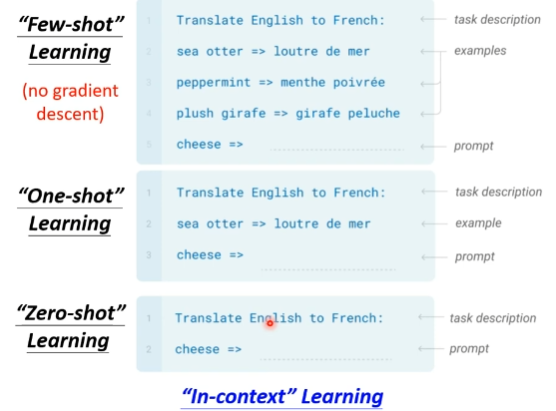 “Few-shot” Learning
(no gradient descent)
1 Translate English to French: task description
2 sea otter => loutre de mer examples
3 peppermint => menthe poivrée
4 plush girafe => girafe peluche
5 cheese => prompt
“One-shot” Learning
1 Translate English to French: task description
2 sea otter => loutre de mer example
3 cheese => prompt
“Zero-shot” Learning
1 Translate English to French: task description
2 cheese => prompt
“In-context” Learning